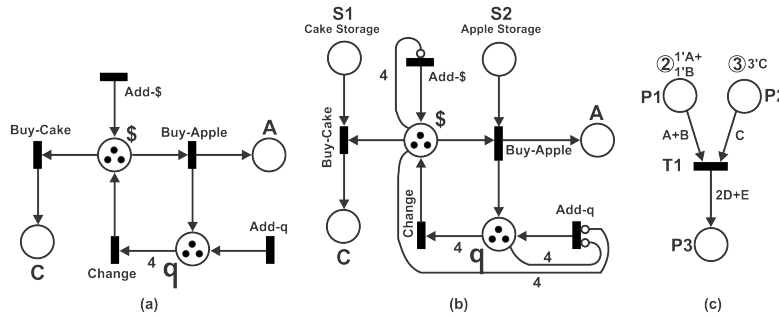 Add-$
Buy-Cake
$
Buy-Apple
A
C
Change
4
q
Add-q
(a)
S1
Cake Storage
S2
Apple Storage
4
Add-$
$
Buy-Cake
Buy-Apple
A
Change
Add-q
C
4
q
4
4
(b)
2 1'A+
1'B
3 3'C
P1
P2
A+B
C
T1
2D+E
P3
(c)